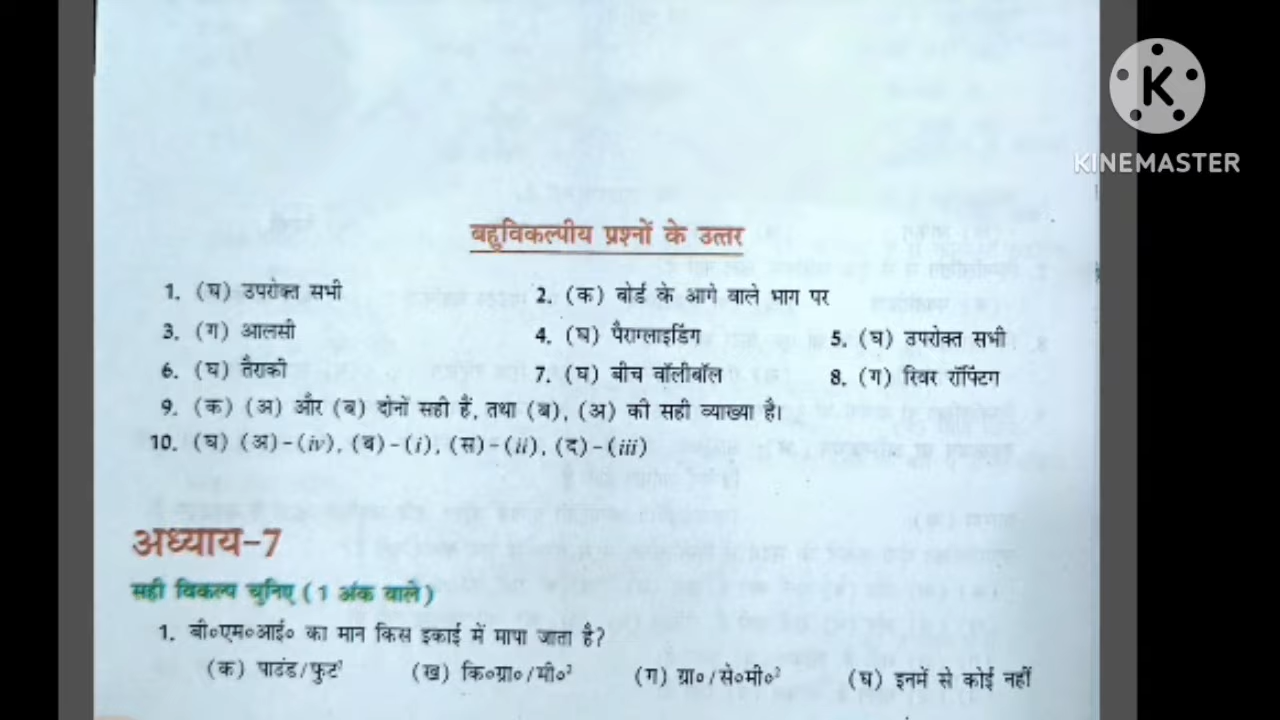 K
KINEMASTER
बहुविकल्पीय प्रश्नों के उत्तर
1. (घ) उपरोक्त सभी 2. (क) बोर्ड के आगे वाले भाग पर
3. (ग) आलसी 4. (घ) पैराग्लाइडिंग 5. (घ) उपरोक्त सभी
6. (घ) तैराकी 7. (घ) बीच वॉलीबॉल 8. (ग) रिवर रॉफ्टिंग
9. (क) (अ) और (ब) दोनों सही हैं, तथा (ब), (अ) की सही व्याख्या है।
10. (घ) (अ)-(iv), (ब)-(i), (स)-(ii), (द)-(iii)
अध्याय-7
सही विकल्प चुनिए (1 अंक वाले)
1. बी०एम०आई० का मान किस इकाई में मापा जाता है?
(क) पाउंड/फुट² (ख) कि०ग्रा०/मी०² (ग) ग्रा०/से०मी०² (घ) इनमें से कोई नहीं